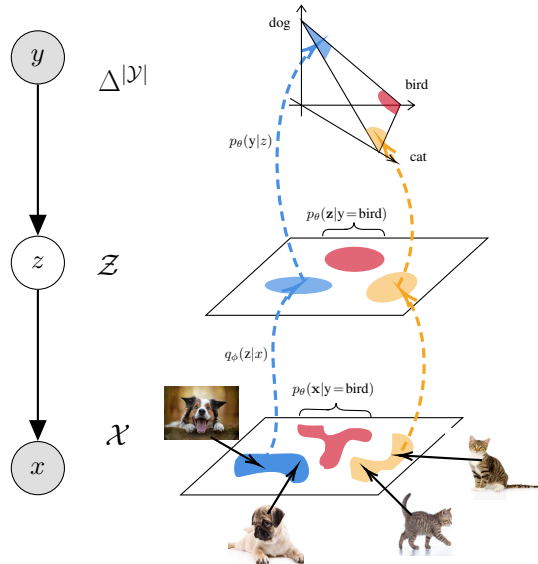 dog
y
Δ^{|𝒴|}
bird
p_θ(y|z)
cat
p_θ(z|y=bird)
z
𝒵
q_ϕ(z|x)
p_θ(x|y=bird)
𝒳
x